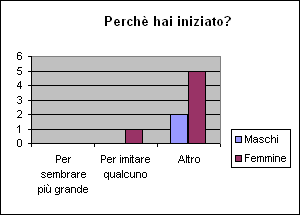 Perchè hai iniziato?
6
5
4
3
2
1
0
Per sembrare più grande
Per imitare qualcuno
Altro
Maschi
Femmine